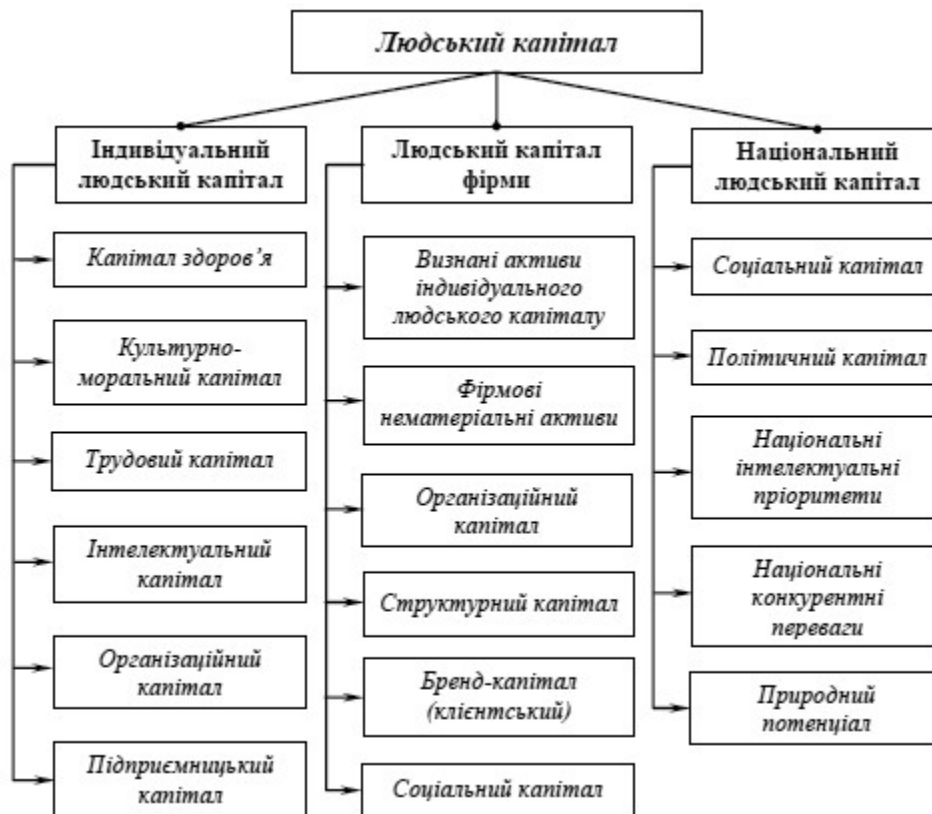 Людський капітал
Індивідуальний
людський капітал
Капітал здоров’я
Культурно-
моральний капітал
Трудовий капітал
Інтелектуальний
капітал
Організаційний
капітал
Підприємницький
капітал
Людський капітал
фірми
Визнані активи
індивідуального
людського капіталу
Фірмові
нематеріальні активи
Організаційний
капітал
Структурний капітал
Бренд-капітал
(клієнтський)
Соціальний капітал
Національний
людський капітал
Соціальний капітал
Політичний капітал
Національні
інтелектуальні
пріоритети
Національні
конкурентні
переваги
Природний
потенціал